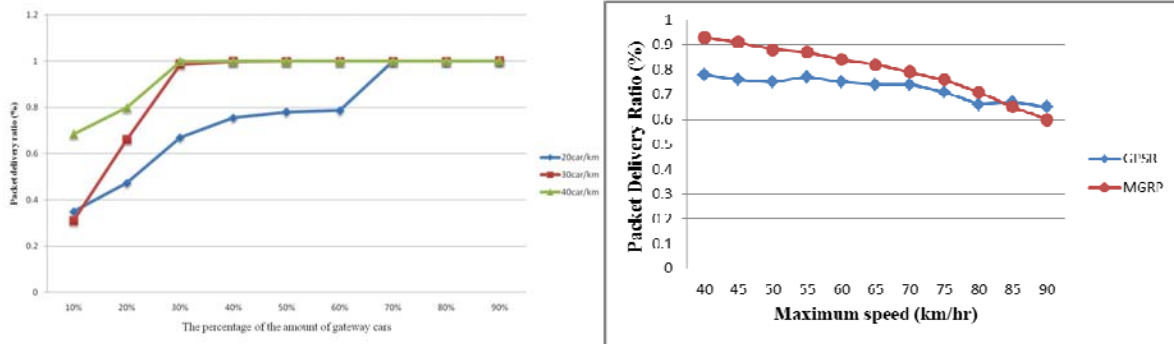 1.2
1
0.8
0.6
0.4
0.2
0
Packet delivery ratio (%)
10% 20% 30% 40% 50% 60% 70% 80% 90%
The percentage of the amount of gateway cars
20car/km
30car/km
40car/km
1
0.9
0.8
0.7
0.6
0.5
0.4
0.3
0.2
0.1
0
Packet Delivery Ratio (%)
40 45 50 55 60 65 70 75 80 85 90
Maximum speed (km/hr)
GPSR
MGRP